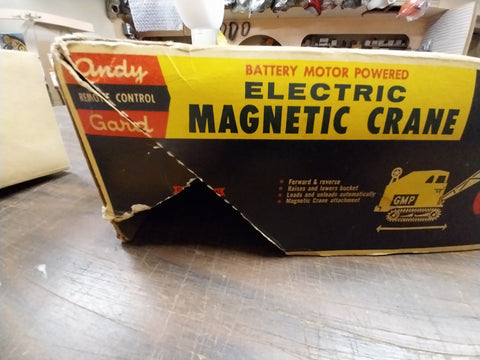 Andy
REMOTE CONTROL
Gard
BATTERY MOTOR POWERED
ELECTRIC
MAGNETIC CRANE
Forward & reverse
Raises and lowers bucket
Loads and unloads automatically
Magnetic Crane attachment
GMP